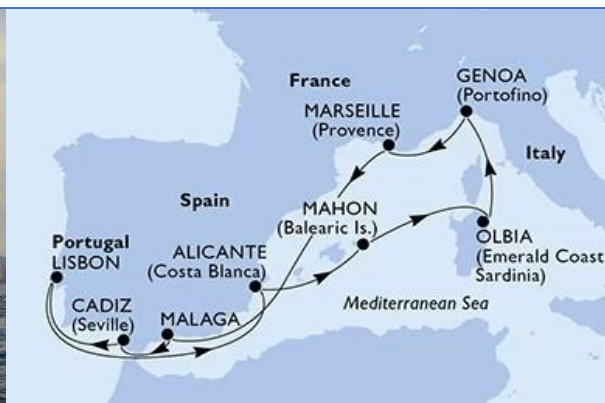 France
GENOA
(Portofino)
MARSEILLE
(Provence)
Italy
Spain
MAHON
(Balearic Is.)
OLBIA
(Emerald Coast
Sardinia)
Portugal
LISBON
ALICANTE
(Costa Blanca)
CADIZ
(Seville)
MALAGA
Mediterranean Sea